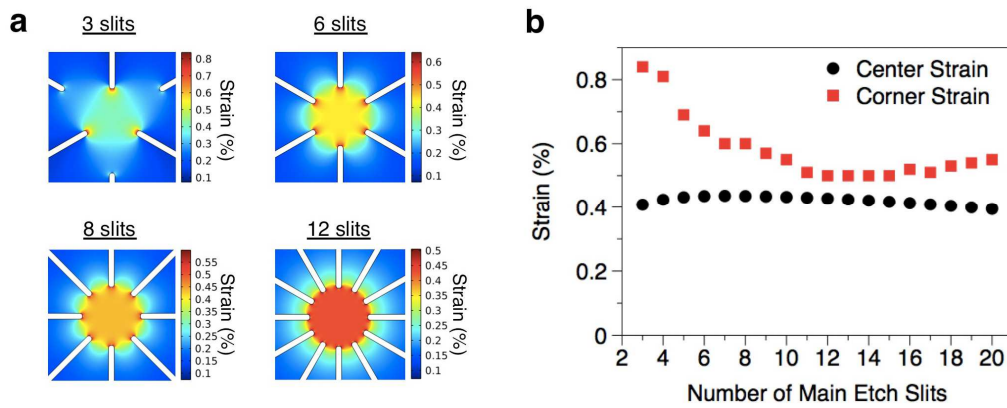 a
3 slits
0.8
0.7
0.6
0.5
0.4
0.3
0.2
0.1
Strain (%)
6 slits
0.6
0.5
0.4
0.3
0.2
0.1
Strain (%)
8 slits
0.55
0.5
0.45
0.4
0.35
0.3
0.25
0.2
0.15
0.1
Strain (%)
12 slits
0.5
0.45
0.4
0.35
0.3
0.25
0.2
0.15
0.1
Strain (%)
b
Center Strain
Corner Strain
Strain (%)
0.8
0.6
0.4
0.2
0
2 4 6 8 10 12 14 16 18 20
Number of Main Etch Slits